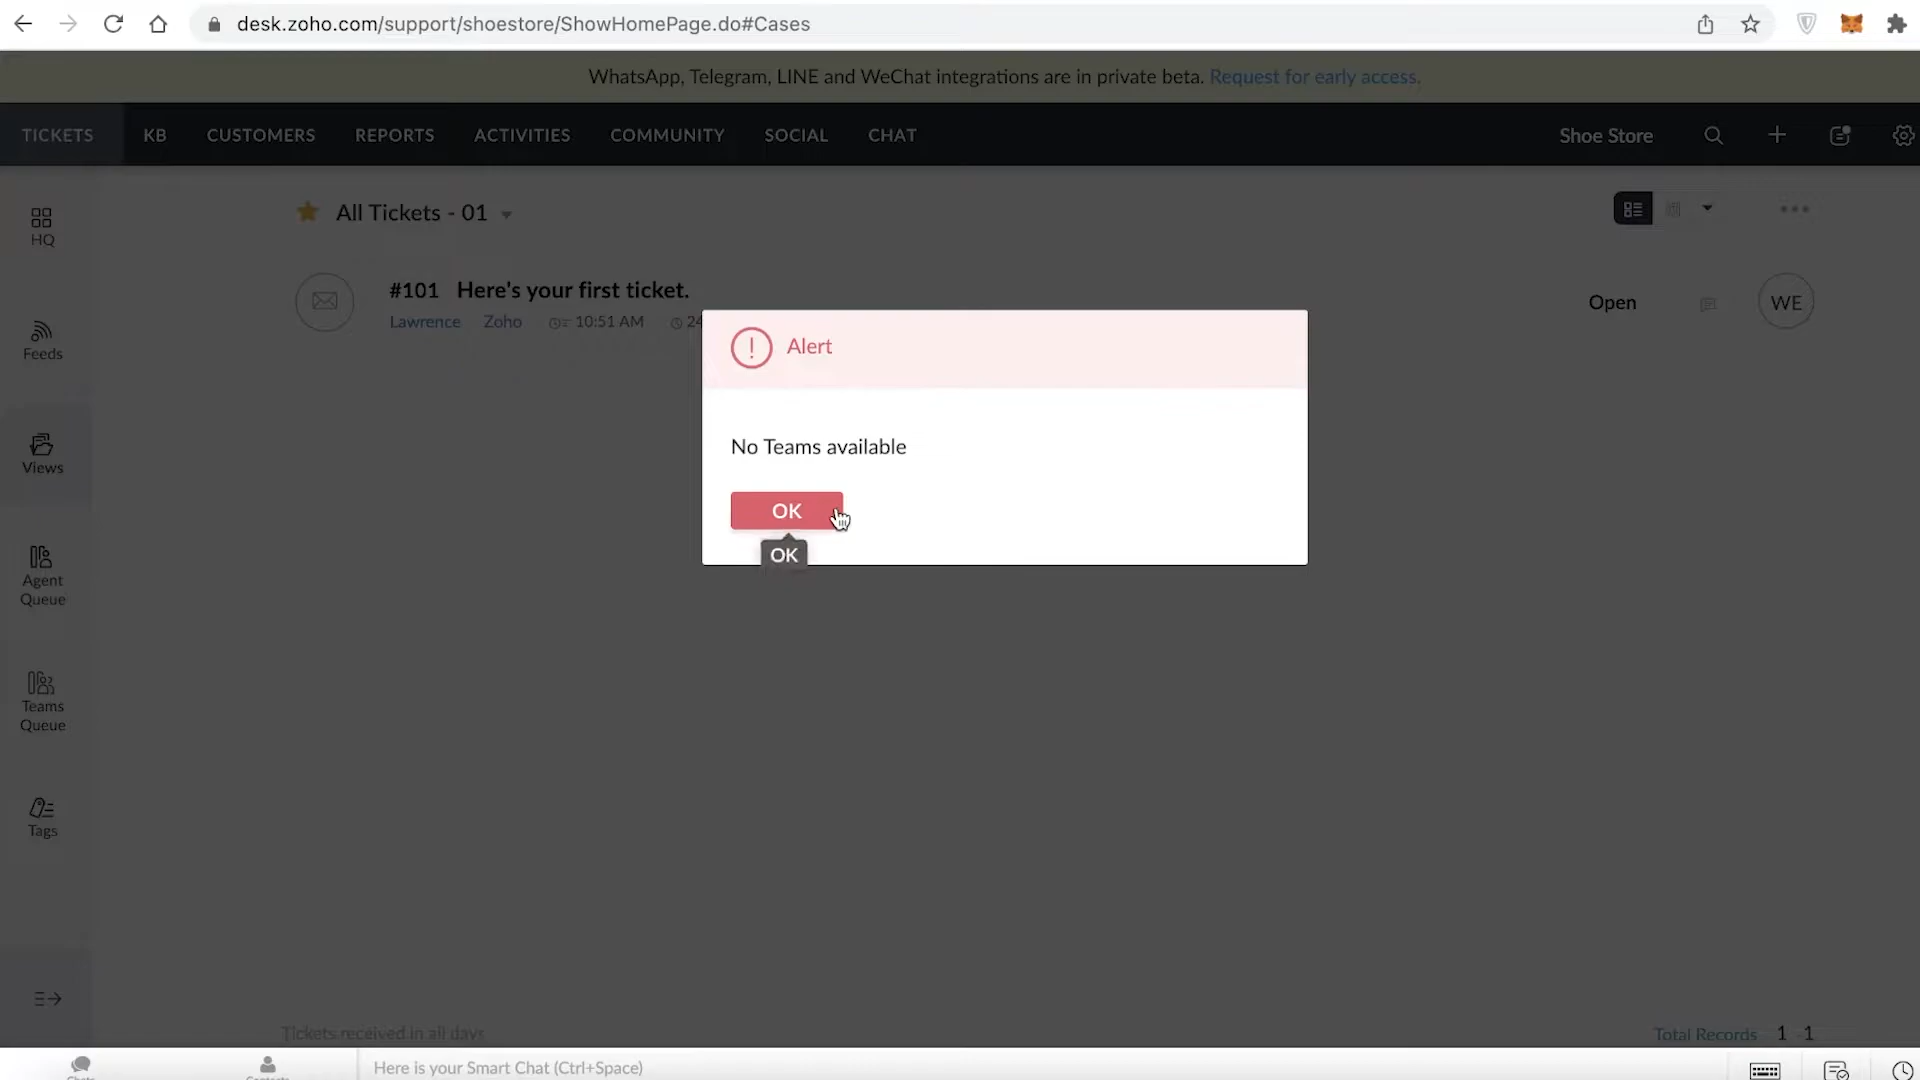 desk.zoho.com/support/shoestore/ShowHomePage.do#Cases
WhatsApp, Telegram, LINE and WeChat integrations are in private beta. Request for early access.
TICKETS KB CUSTOMERS REPORTS ACTIVITIES COMMUNITY SOCIAL CHAT Shoe Store
HQ
Feeds
Views
Agent
Queue
Teams
Queue
Tags
All Tickets - 01
#101 Here's your first ticket.
Lawrence Zoho 10:51 AM 24
Open WE
Alert
No Teams available
OK
OK
Tickets received in all days
Total Records 1 - 1
Chats Contacts
Here is your Smart Chat (Ctrl+Space)